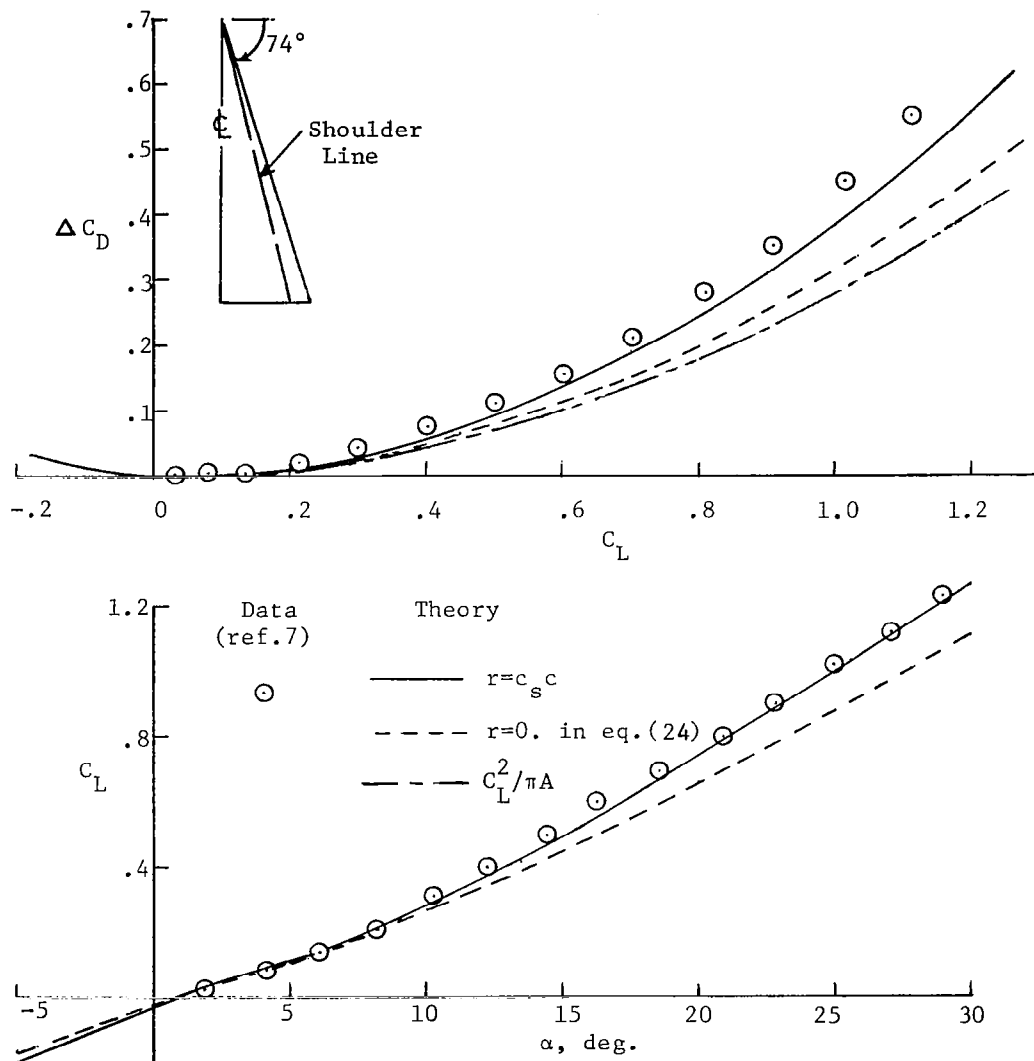 .7
.6
.5
.4
.3
.2
.1
Δ C_D
74°
℄
Shoulder
Line
-.2 0 .2 .4 .6 .8 1.0 1.2
C_L
1.2
.8
.4
C_L
Data
(ref.7)
Theory
r=c_s c
r=0. in eq.(24)
C_L^2/πA
-5 0 5 10 15 20 25 30
α, deg.